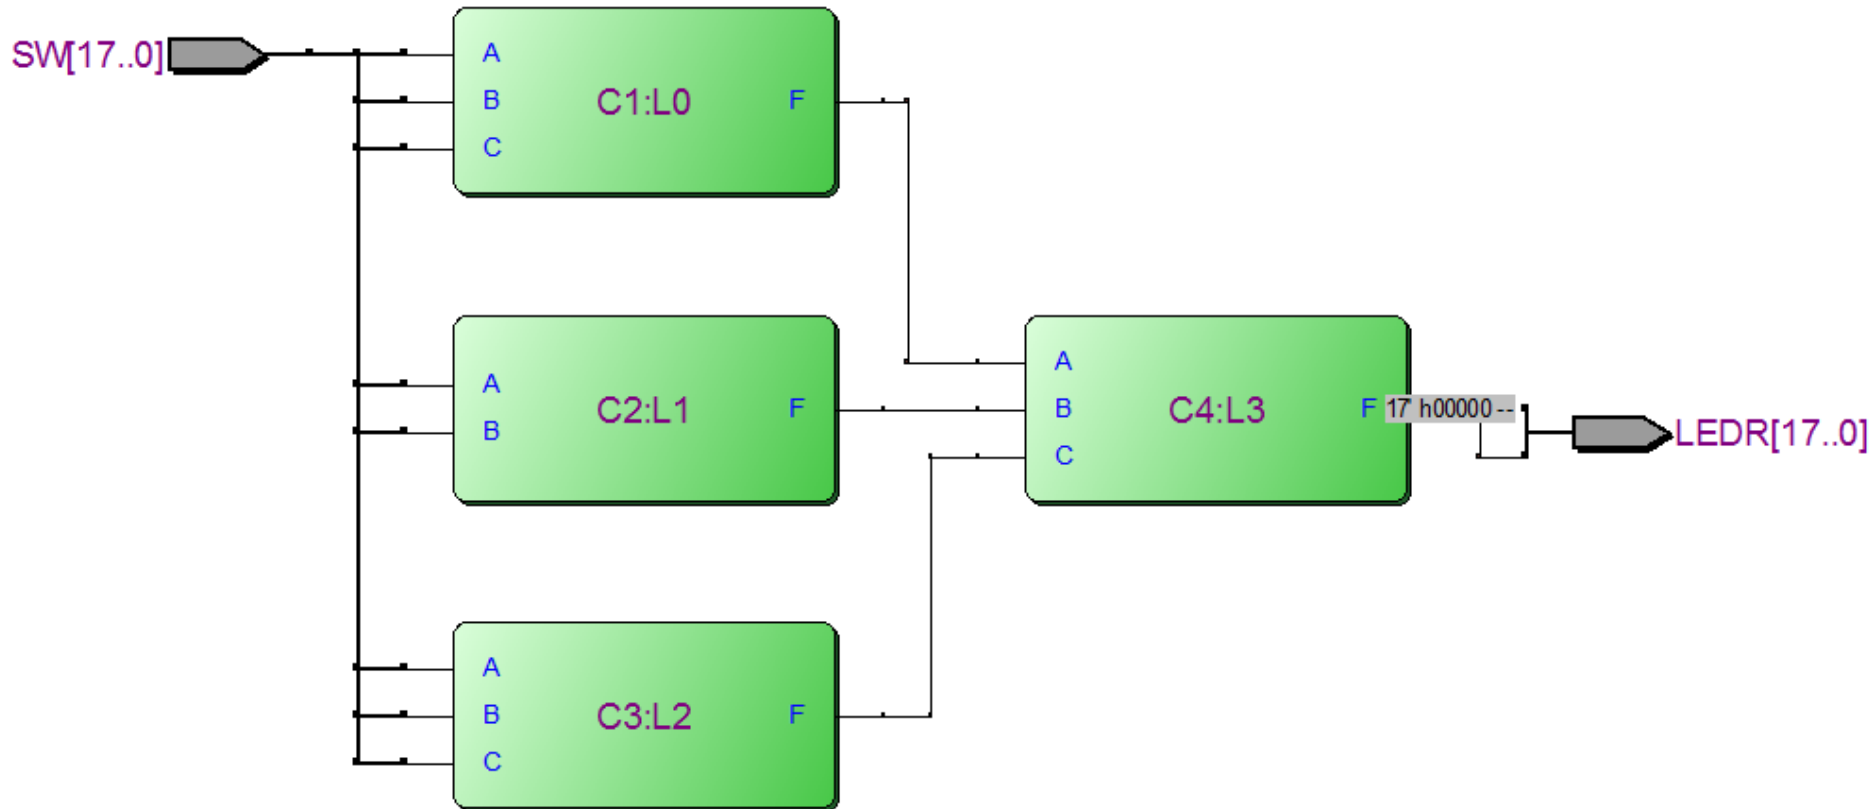 SW[17..0]
A
B
C
C1:L0
F
A
B
C2:L1
F
A
B
C
C3:L2
F
A
B
C
C4:L3
F
17' h00000 --
LEDR[17..0]